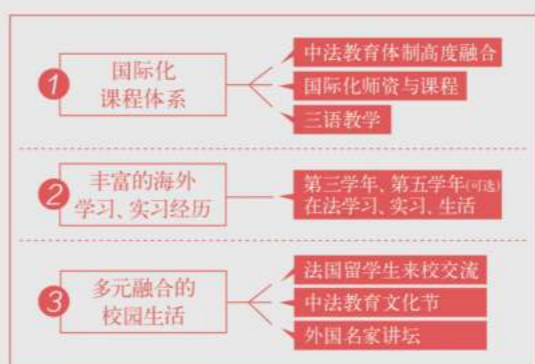 1
国际化
课程体系
中法教育体制高度融合
国际化师资与课程
三语教学
2
丰富的海外
学习、实习经历
第三学年、第五学年(可选)
在法学习、实习、生活
3
多元融合的
校园生活
法国留学生来校交流
中法教育文化节
外国名家讲坛